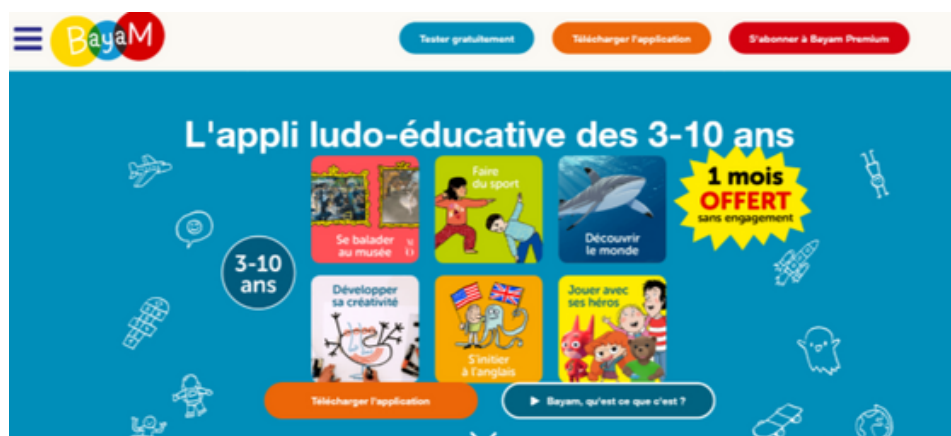 BayaM
Tester gratuitement
Télécharger l'application
S'abonner à Bayam Premium
L'appli ludo-éducative des 3-10 ans
1 mois
OFFERT
sans engagement
3-10
ans
Se balader
au musée
Faire
du sport
Découvrir
le monde
Développer
sa créativité
S'initier
à l'anglais
Jouer avec
ses héros
Télécharger l'application
Bayam, qu'est ce que c'est ?